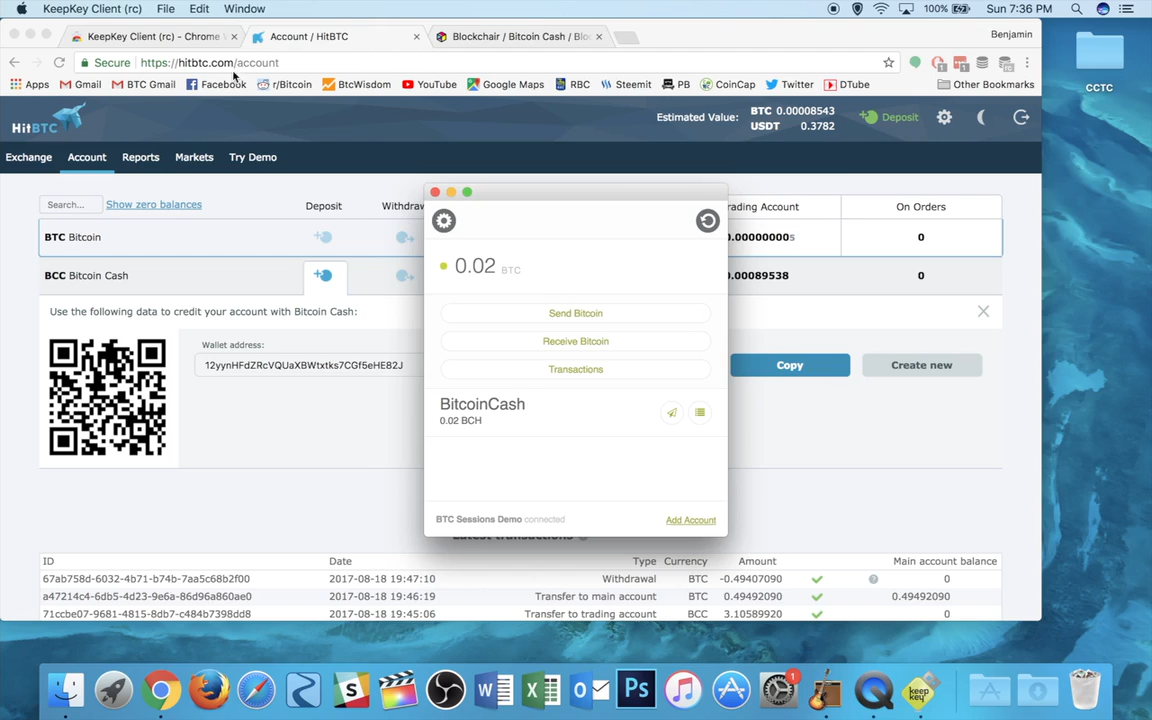 KeepKey Client (rc) File Edit Window 100% Sun 7:36 PM
KeepKey Client (rc) - Chrome Account / HitBTC Blockchair / Bitcoin Cash / Blo Benjamin
Secure https://hitbtc.com/account
Apps Gmail BTC Gmail Facebook r/Bitcoin BtcWisdom YouTube Google Maps RBC Steemit PB CoinCap Twitter DTube Other Bookmarks
CCTC
HitBTC Estimated Value: BTC 0.00008543 Deposit
USDT 0.3782
Exchange Account Reports Markets Try Demo
Search... Show zero balances Deposit Withdraw rading Account On Orders
BTC Bitcoin 0.00000000s 0
BCC Bitcoin Cash 0.00089538 0
0.02 BTC
Use the following data to credit your account with Bitcoin Cash:
Send Bitcoin
Receive Bitcoin
Transactions
Wallet address:
12yynHFdZRcVQUaXBWtxtks7CGf5eHE82J Copy Create new
BitcoinCash
0.02 BCH
BTC Sessions Demo connected Add Account
Latest transactions
ID Date Type Currency Amount Main account balance
67ab758d-6032-4b71-b74b-7aa5c68b2f00 2017-08-18 19:47:10 Withdrawal BTC -0.49407090 0
a47214c4-6db5-4d23-9e6a-86d96a860ae0 2017-08-18 19:46:19 Transfer to main account BTC 0.49492090 0.49492090
71ccbe07-9681-4815-8db7-c484b7398dd8 2017-08-18 19:45:06 Transfer to trading account BCC 3.10589920 0
1
keep
key